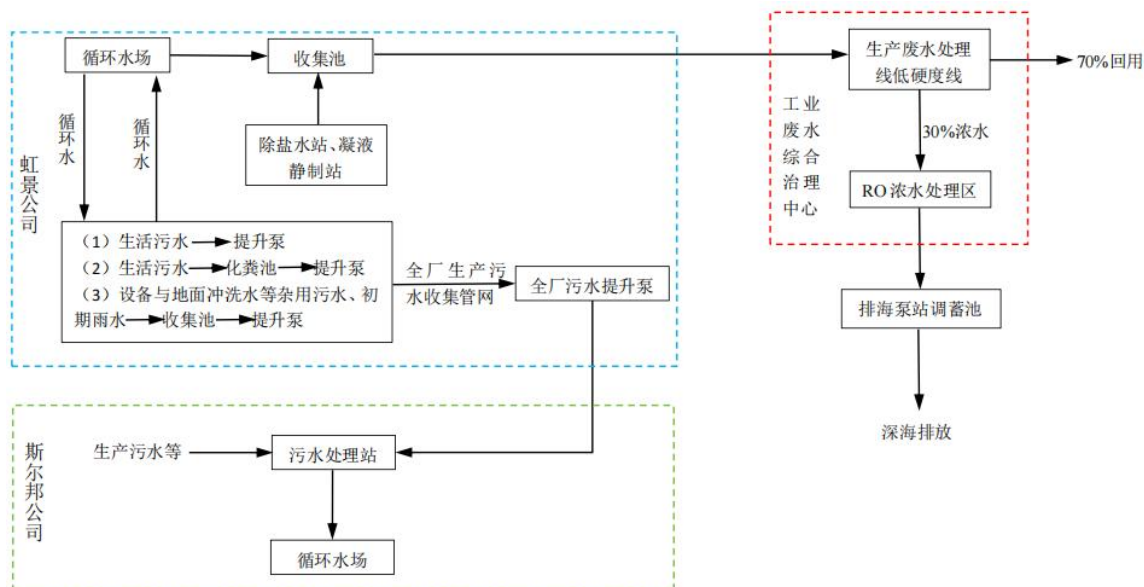 虹景公司
循环水场
收集池
循环水
循环水
除盐水站、凝液
静制站
（1）生活污水
提升泵
（2）生活污水
化粪池
提升泵
（3）设备与地面冲洗水等杂用污水、初
期雨水
收集池
提升泵
全厂生产污
水收集管网
全厂污水提升泵
工业
废水
综合
治理
中心
生产废水处理
线低硬度线
70%回用
30%浓水
RO浓水处理区
排海泵站调蓄池
深海排放
斯尔邦公司
生产污水等
污水处理站
循环水场